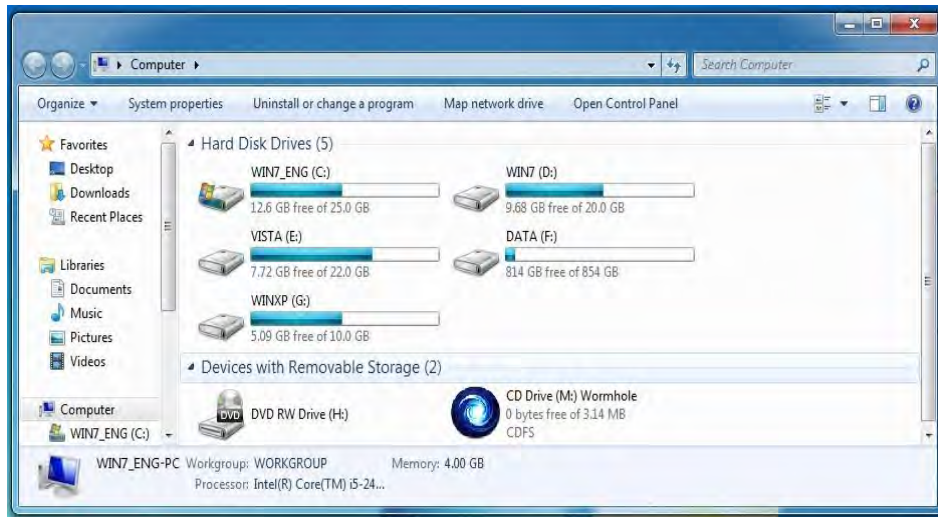 Computer
Search Computer
Organize System properties Uninstall or change a program Map network drive Open Control Panel
Favorites
Desktop
Downloads
Recent Places
Libraries
Documents
Music
Pictures
Videos
Computer
WIN7_ENG (C:)
Hard Disk Drives (5)
WIN7_ENG (C:)
12.6 GB free of 25.0 GB
WIN7 (D:)
9.68 GB free of 20.0 GB
VISTA (E:)
7.72 GB free of 22.0 GB
DATA (F:)
814 GB free of 854 GB
WINXP (G:)
5.09 GB free of 10.0 GB
Devices with Removable Storage (2)
DVD
DVD RW Drive (H:)
CD Drive (M:) Wormhole
0 bytes free of 3.14 MB
CDFS
WIN7_ENG-PC Workgroup: WORKGROUP Memory: 4.00 GB
Processor: Intel(R) Core(TM) i5-24...